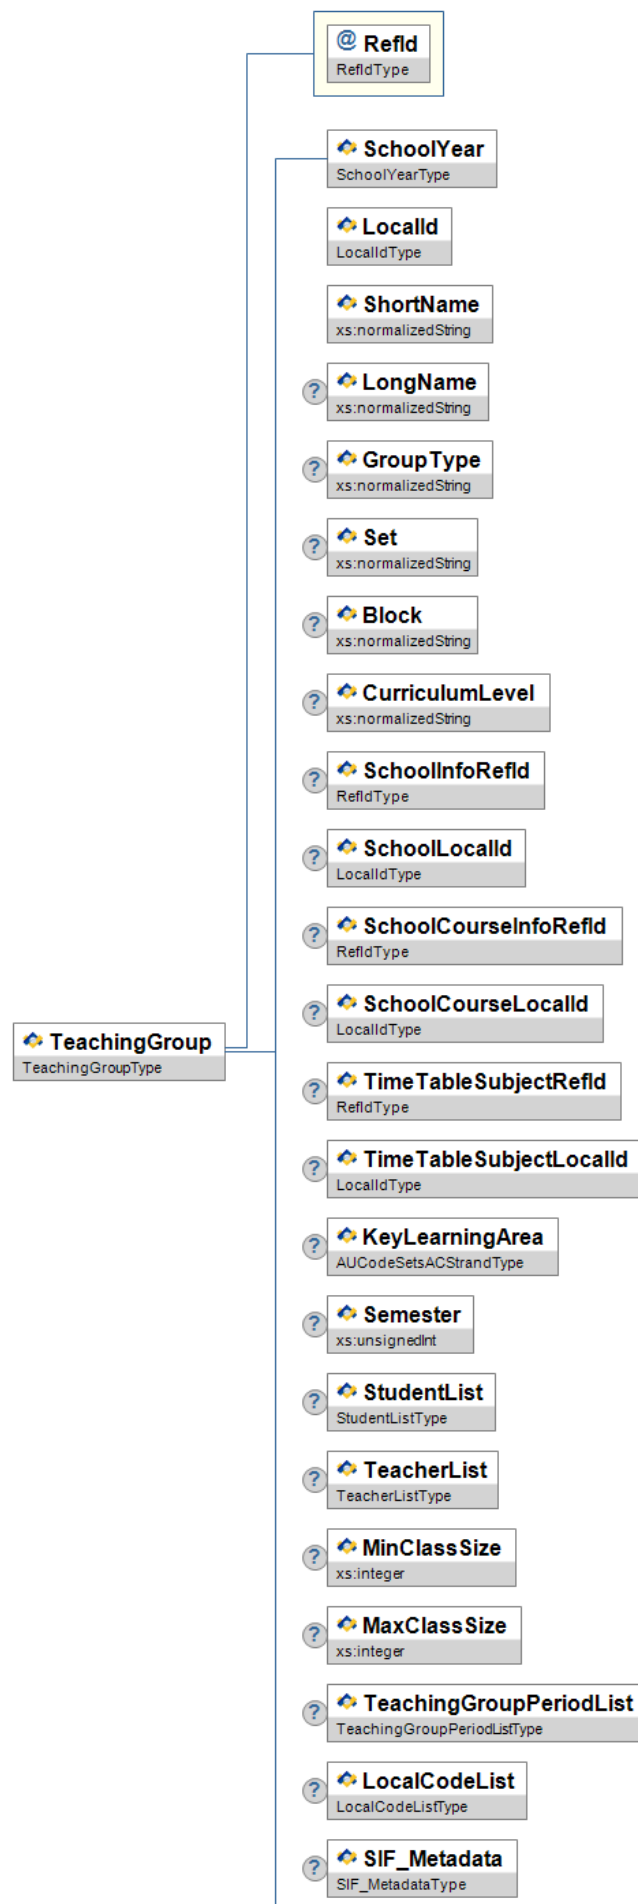 @ RefId
RefIdType
SchoolYear
SchoolYearType
LocalId
LocalIdType
ShortName
xs:normalizedString
? LongName
xs:normalizedString
? GroupType
xs:normalizedString
? Set
xs:normalizedString
? Block
xs:normalizedString
? CurriculumLevel
xs:normalizedString
? SchoolInfoRefId
RefIdType
? SchoolLocalId
LocalIdType
? SchoolCourseInfoRefId
RefIdType
? SchoolCourseLocalId
LocalIdType
TeachingGroup
TeachingGroupType
? TimeTableSubjectRefId
RefIdType
? TimeTableSubjectLocalId
LocalIdType
? KeyLearningArea
AUCodeSetsACStrandType
? Semester
xs:unsignedInt
? StudentList
StudentListType
? TeacherList
TeacherListType
? MinClassSize
xs:integer
? MaxClassSize
xs:integer
? TeachingGroupPeriodList
TeachingGroupPeriodListType
? LocalCodeList
LocalCodeListType
? SIF_Metadata
SIF_MetadataType